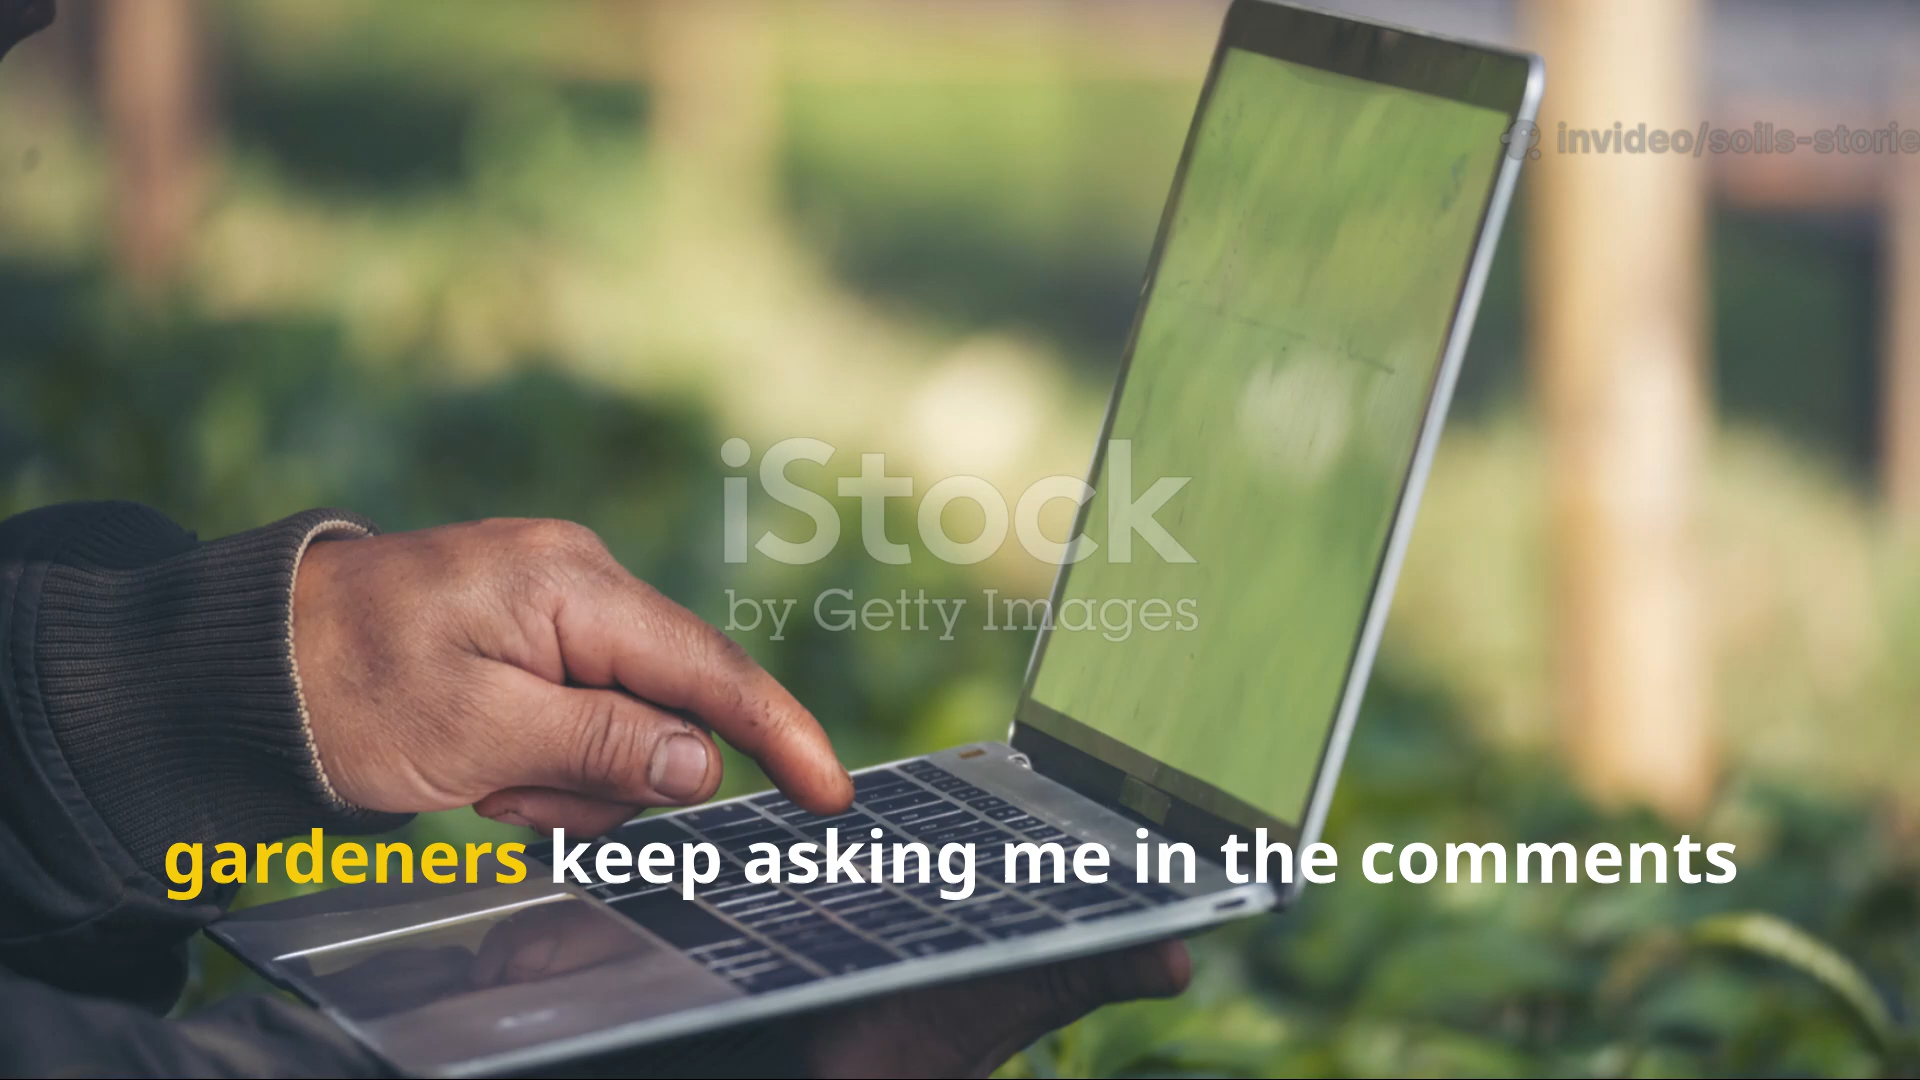 invideo/soils-storie
iStock
by Getty Images
gardeners keep asking me in the comments